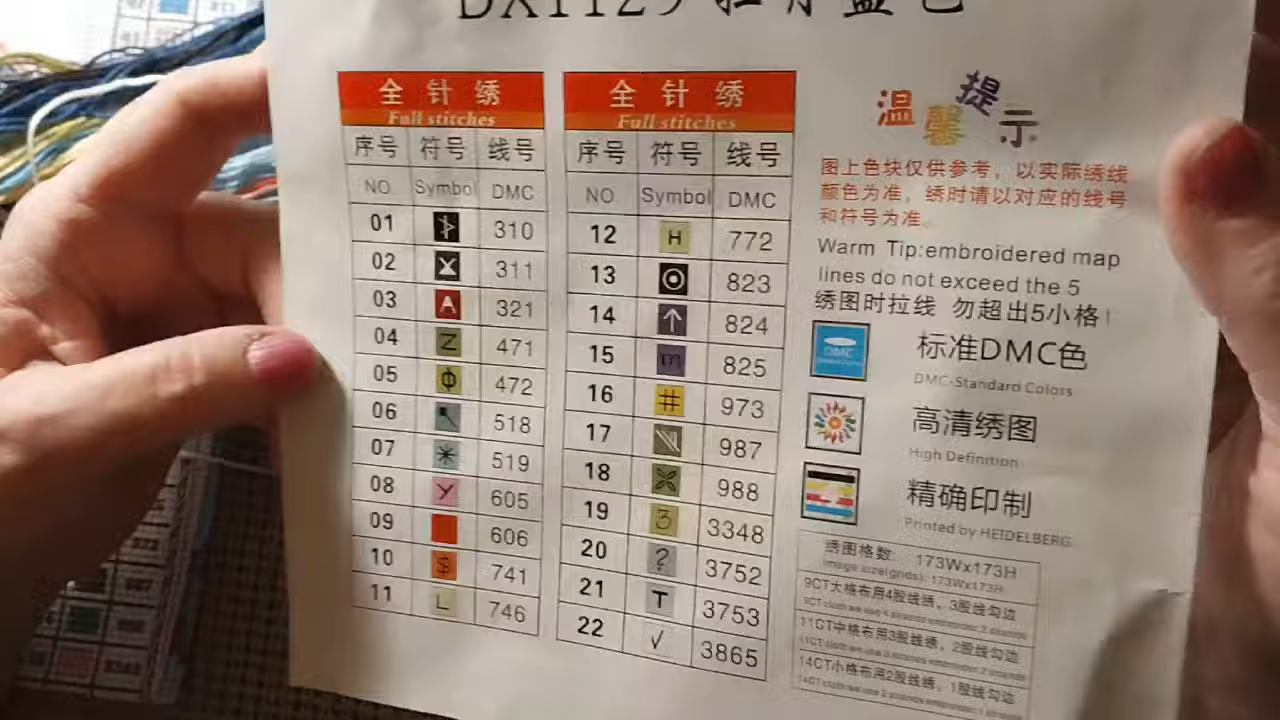 全针绣
Full stitches
序号 符号 线号
NO. Symbol DMC
01 310
02 311
03 A 321
04 Z 471
05 Φ 472
06 518
07 519
08 Y 605
09 606
10 $ 741
11 L 746
全针绣
Full stitches
序号 符号 线号
NO. Symbol DMC
12 H 772
13 823
14 ↑ 824
15 m 825
16 # 973
17 987
18 988
19 3 3348
20 ? 3752
21 T 3753
22 √ 3865
温馨提示
图上色块仅供参考，以实际绣线
颜色为准，绣时请以对应的线号
和符号为准。
Warm Tip:embroidered map
lines do not exceed the 5
绣图时拉线 勿超出5小格!
DMC
标准DMC色
DMC-Standard Colors
高清绣图
High Definition
精确印制
Printed by HEIDELBERG
绣图格数: 173Wx173H
Image size(grids): 173Wx173H
9CT大格布用4股线绣，3股线勾边
11CT中格布用3股线绣，2股线勾边
14CT小格布用2股线绣，1股线勾边